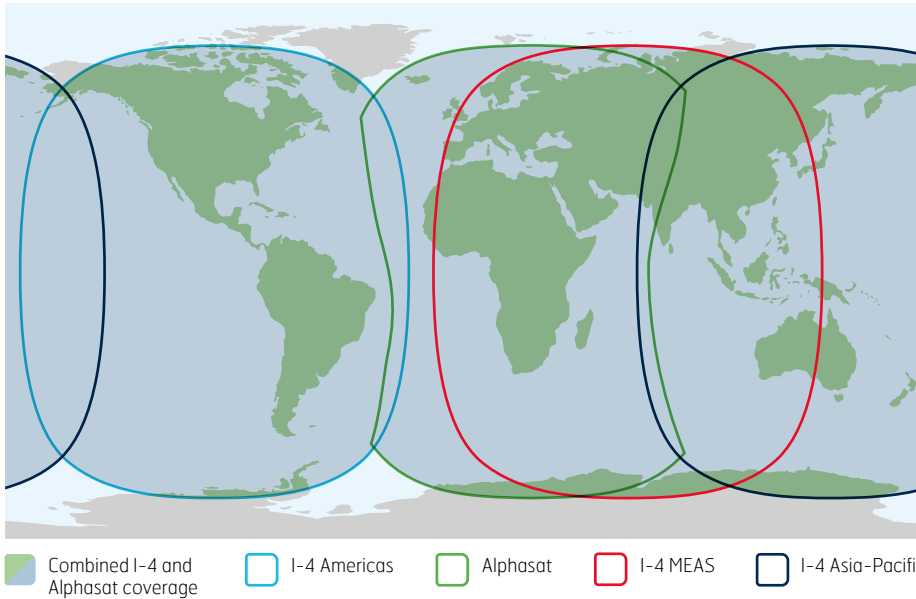 Combined I-4 and
Alphasat coverage
I-4 Americas
Alphasat
I-4 MEAS
I-4 Asia-Pacifi